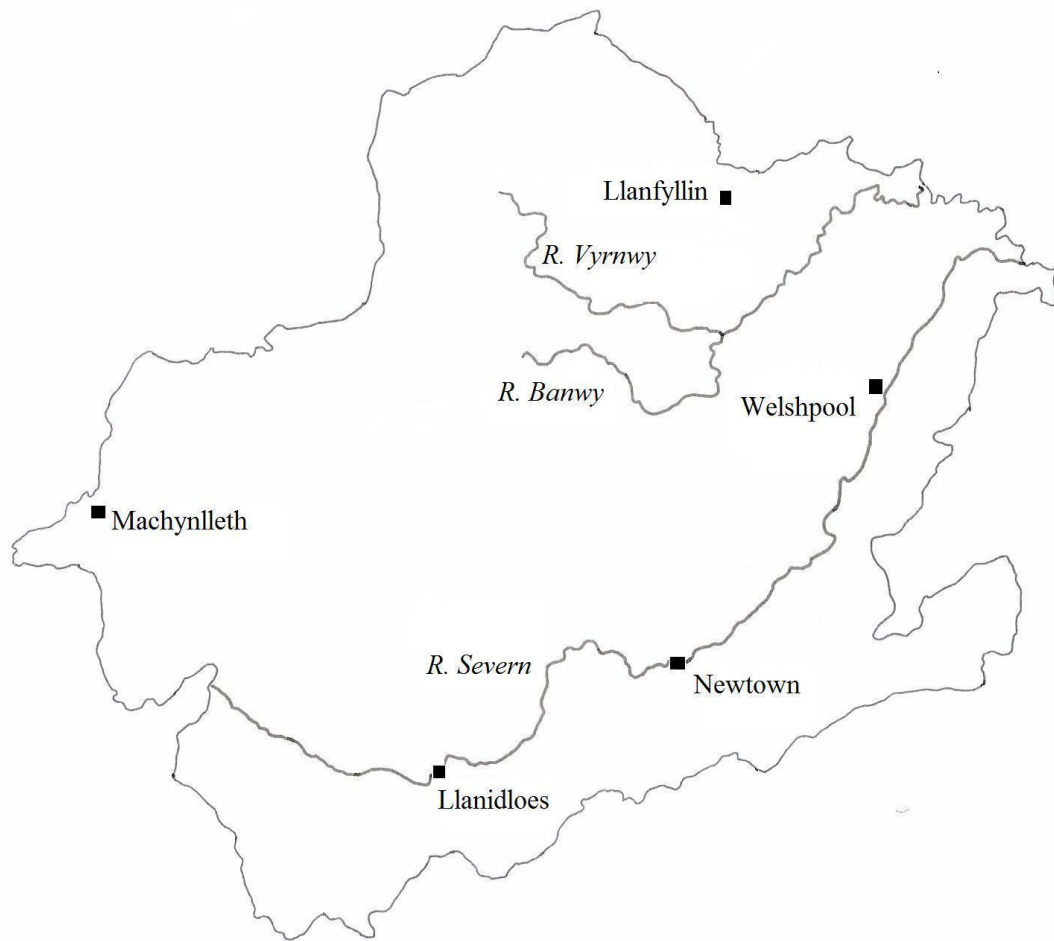 Llanfyllin
R. Vyrnwy
R. Banwy
Welshpool
Machynlleth
R. Severn
Newtown
Llanidloes